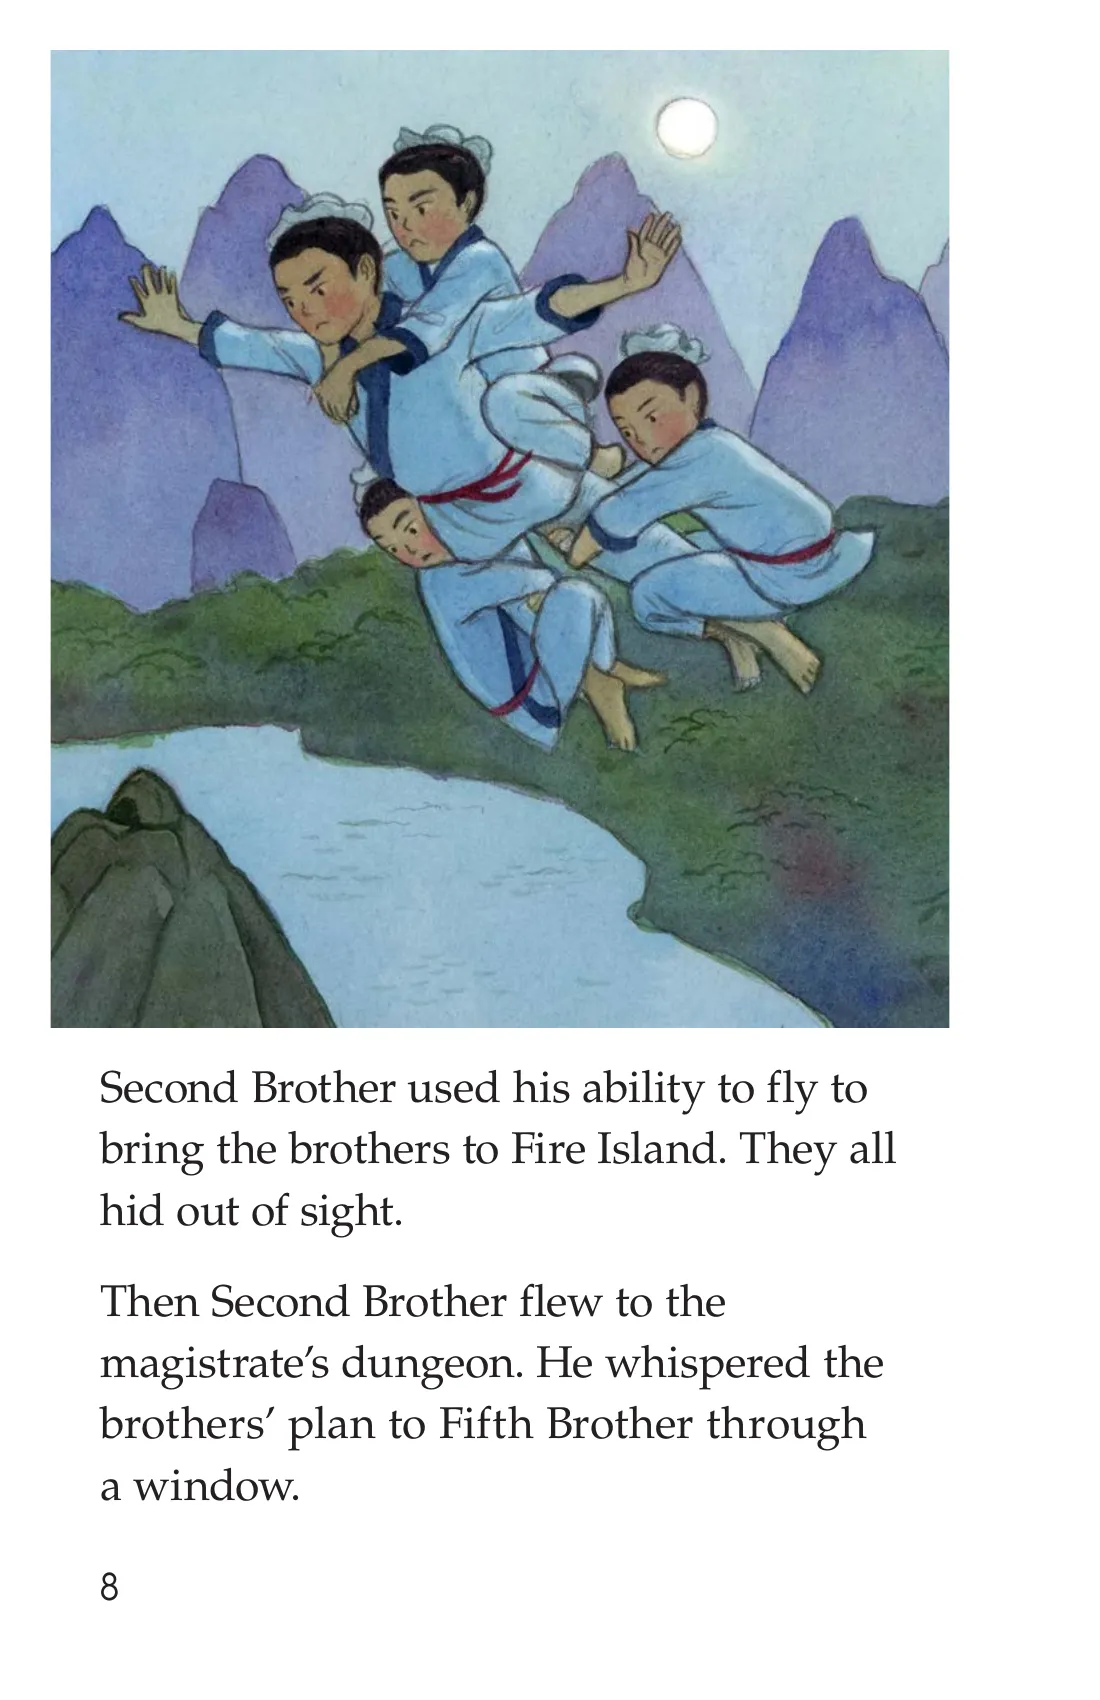 Second Brother used his ability to fly to
bring the brothers to Fire Island. They all
hid out of sight.
Then Second Brother flew to the
magistrate’s dungeon. He whispered the
brothers’ plan to Fifth Brother through
a window.
8